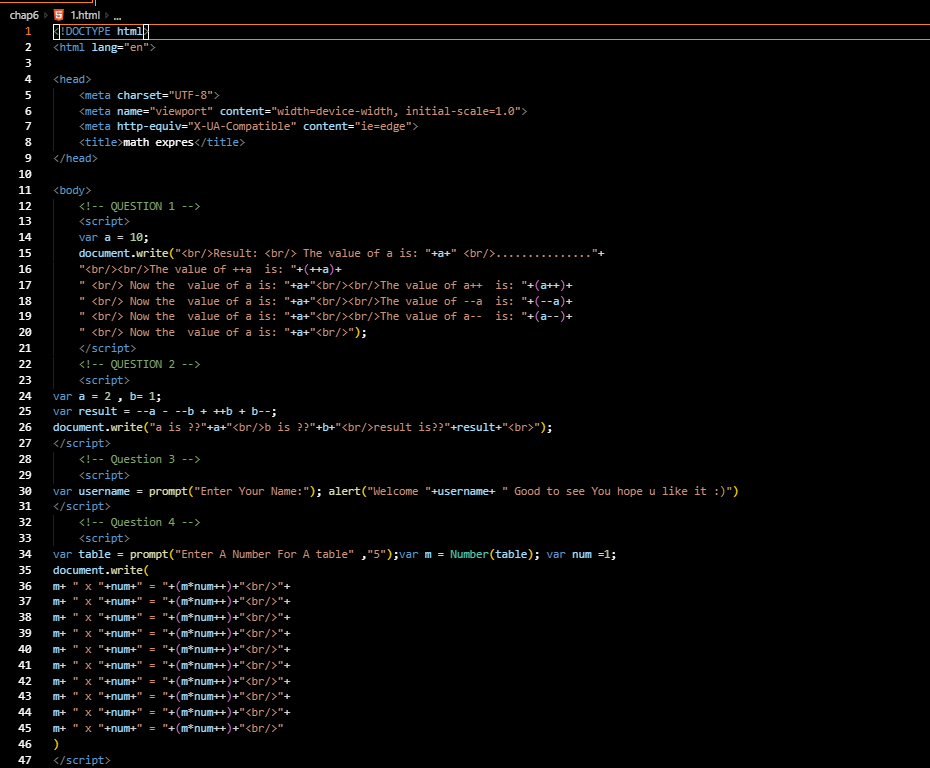 chap6 > 1.html > ...
1 <!DOCTYPE html>
2 <html lang="en">
3
4 <head>
5     <meta charset="UTF-8">
6     <meta name="viewport" content="width=device-width, initial-scale=1.0">
7     <meta http-equiv="X-UA-Compatible" content="ie=edge">
8     <title>math expres</title>
9 </head>
10
11 <body>
12     <!-- QUESTION 1 -->
13     <script>
14     var a = 10;
15     document.write("<br/>Result: <br/> The value of a is: "+a+" <br/>..............."+
16     "<br/><br/>The value of ++a  is: "+(++a)+
17     " <br/> Now the  value of a is: "+a+"<br/><br/>The value of a++  is: "+(a++)+
18     " <br/> Now the  value of a is: "+a+"<br/><br/>The value of --a  is: "+(--a)+
19     " <br/> Now the  value of a is: "+a+"<br/><br/>The value of a--  is: "+(a--)+
20     " <br/> Now the  value of a is: "+a+"<br/>");
21     </script>
22     <!-- QUESTION 2 -->
23     <script>
24 var a = 2 , b= 1;
25 var result = --a - --b + ++b + b--;
26 document.write("a is ??"+a+"<br/>b is ??"+b+"<br/>result is??"+result+"<br>");
27 </script>
28     <!-- Question 3 -->
29     <script>
30 var username = prompt("Enter Your Name:"); alert("Welcome "+username+ " Good to see You hope u like it :)")
31 </script>
32     <!-- Question 4 -->
33     <script>
34 var table = prompt("Enter A Number For A table" ,"5");var m = Number(table); var num =1;
35 document.write(
36 m+ " x "+num+" = "+(m*num++)+"<br/>"+
37 m+ " x "+num+" = "+(m*num++)+"<br/>"+
38 m+ " x "+num+" = "+(m*num++)+"<br/>"+
39 m+ " x "+num+" = "+(m*num++)+"<br/>"+
40 m+ " x "+num+" = "+(m*num++)+"<br/>"+
41 m+ " x "+num+" = "+(m*num++)+"<br/>"+
42 m+ " x "+num+" = "+(m*num++)+"<br/>"+
43 m+ " x "+num+" = "+(m*num++)+"<br/>"+
44 m+ " x "+num+" = "+(m*num++)+"<br/>"+
45 m+ " x "+num+" = "+(m*num++)+"<br/>"
46 )
47 </script>